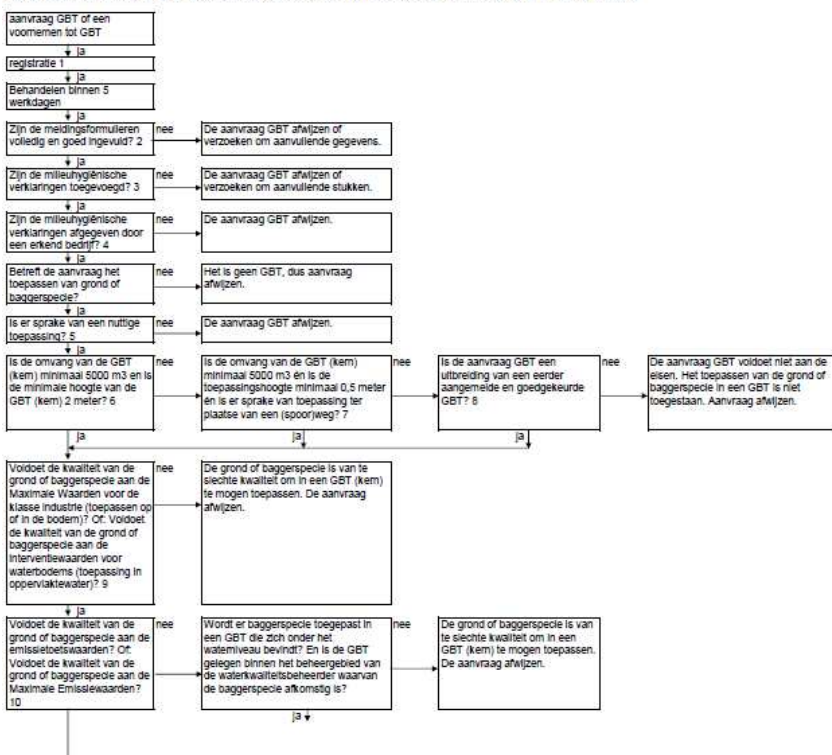 aanvraag GBT of een
voornemen tot GBT
ja
registratie 1
ja
Behandelen binnen 5
werkdagen
ja
Zijn de meldingsformulieren
volledig en goed ingevuld? 2
nee
De aanvraag GBT afwijzen of
verzoeken om aanvullende gegevens.
ja
Zijn de milieuhygiënische
verklaringen toegevoegd? 3
nee
De aanvraag GBT afwijzen of
verzoeken om aanvullende stukken.
ja
Zijn de milieuhygiënische
verklaringen afgegeven door
een erkend bedrijf? 4
nee
De aanvraag GBT afwijzen.
ja
Betreft de aanvraag het
toepassen van grond of
baggerspecie?
nee
Het is geen GBT, dus aanvraag
afwijzen.
ja
Is er sprake van een nuttige
toepassing? 5
nee
De aanvraag GBT afwijzen.
ja
Is de omvang van de GBT
(kern) minimaal 5000 m3 en is
de minimale hoogte van de
GBT (kern) 2 meter? 6
nee
Is de omvang van de GBT (kern)
minimaal 5000 m3 én is de
toepassingshoogte minimaal 0,5 meter
én is er sprake van toepassing ter
plaatse van een (spoor)weg? 7
nee
Is de aanvraag GBT een
uitbreiding van een eerder
aangemelde en goedgekeurde
GBT? 8
nee
De aanvraag GBT voldoet niet aan de
eisen. Het toepassen van de grond of
baggerspecie in een GBT is niet
toegestaan. Aanvraag afwijzen.
ja
ja
ja
Voldoet de kwaliteit van de
grond of baggerspecie aan de
Maximale Waarden voor de
klasse industrie (toepassen op
of in de bodem)? Of: Voldoet
de kwaliteit van de grond of
baggerspecie aan de
interventiewaarden voor
waterbodems (toepassing in
oppervlaktewater)? 9
nee
De grond of baggerspecie is van te
slechte kwaliteit om in een GBT (kern)
te mogen toepassen. De aanvraag
afwijzen.
ja
Voldoet de kwaliteit van de
grond of baggerspecie aan de
emissietoetswaarden? Of:
Voldoet de kwaliteit van de
grond of baggerspecie aan de
Maximale Emissiewaarden?
10
nee
Wordt er baggerspecie toegepast in
een GBT die zich onder het
waterniveau bevindt? En is de GBT
gelegen binnen het beheergebied van
de waterkwaliteitsbeheerder waarvan
de baggerspecie afkomstig is?
nee
De grond of baggerspecie is van
te slechte kwaliteit om in een
GBT (kern) te mogen toepassen.
De aanvraag afwijzen.
ja